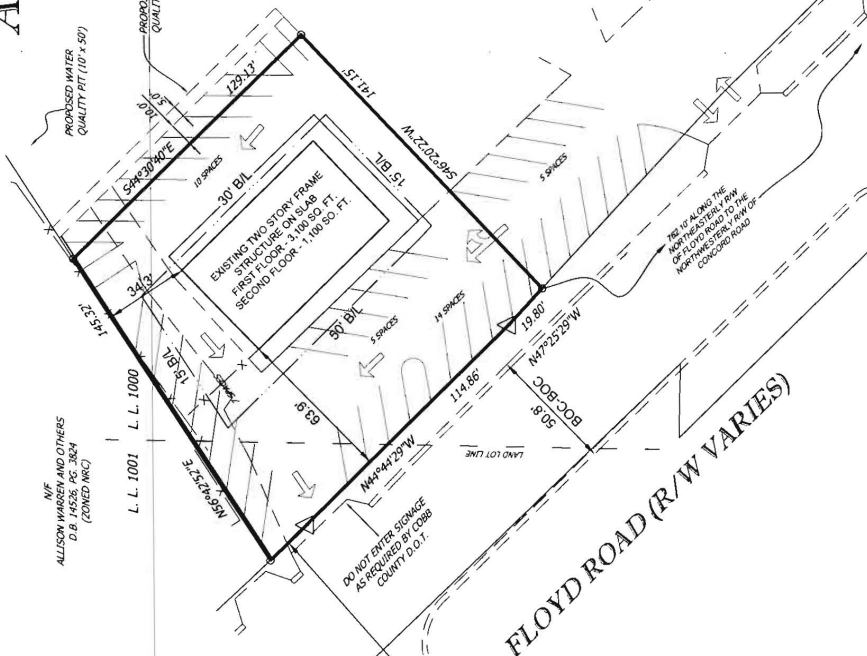 A
PROPOSED WATER
QUALITY PIT (10' x 50')
PROPO
QUALIT
129.13'
141.15'
S44°30'40"E
10.0'
5.0'
10 SPACES
30' B/L
S46°20'22"W
15' B/L
5 SPACES
EXISTING TWO STORY FRAME
STRUCTURE ON SLAB
FIRST FLOOR - 3,100 SQ. FT.
SECOND FLOOR - 1,100 SQ. FT.
34.3'
145.32'
15' B/L
50' B/L
5 SPACES
14 SPACES
SPACES
63.9'
N/F
ALLISON WARREN AND OTHERS
D.B. 14526, PG. 3824
(ZONED NRC)
L. L. 1001
L. L. 1000
N56°42'52"E
N44°44'29"W
114.86'
19.80'
N47°25'29"W
782.10' ALONG THE
NORTHEASTERLY R/W
OF FLOYD ROAD TO THE
NORTHWESTERLY R/W OF
CONCORD ROAD
50.8'
BOC-BOC
LAND LOT LINE
DO NOT ENTER SIGNAGE
AS REQUIRED BY COBB
COUNTY D.O.T.
FLOYD ROAD (R/W VARIES)